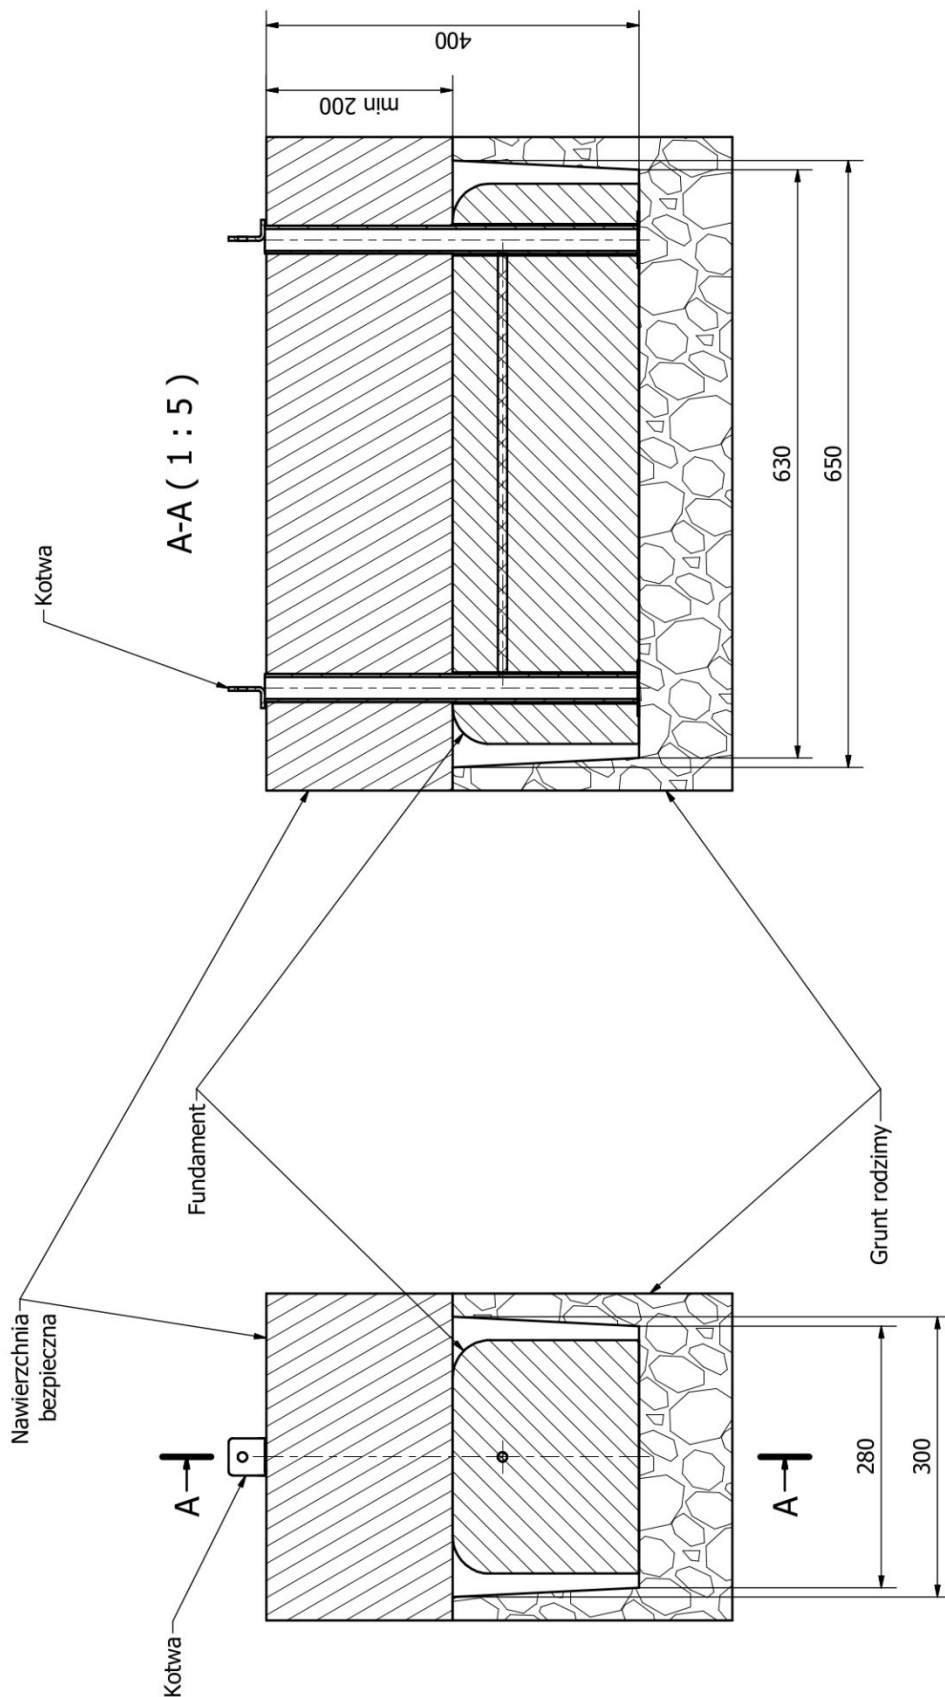 Kotwa
A-A ( 1 : 5 )
min 200
400
630
650
Nawierzchnia
bezpieczna
Fundament
Grunt rodzimy
Kotwa
A
A
280
300